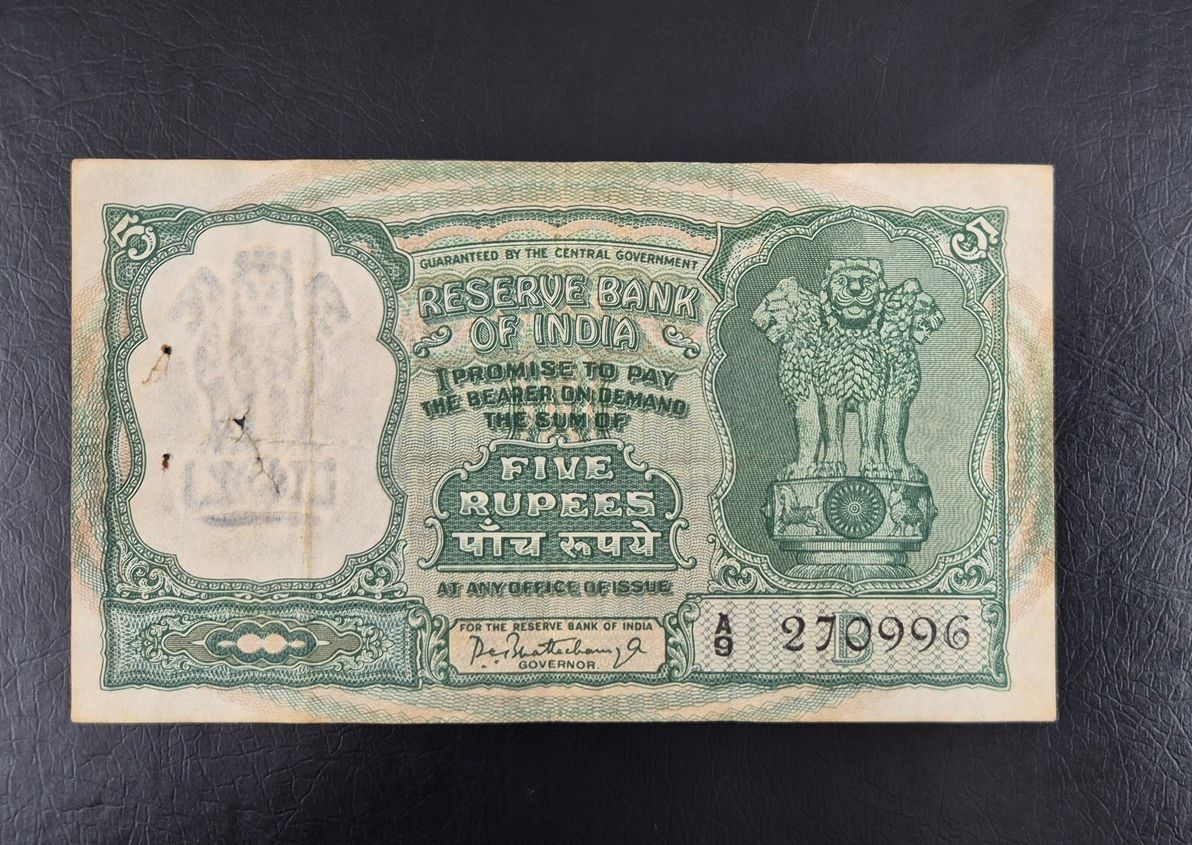 5
5
GUARANTEED BY THE CENTRAL GOVERNMENT
RESERVE BANK
OF INDIA
I PROMISE TO PAY
THE BEARER ON DEMAND
THE SUM OF
FIVE
RUPEES
पाँच रूपये
AT ANY OFFICE OF ISSUE
FOR THE RESERVE BANK OF INDIA
GOVERNOR.
A/9 270996
B